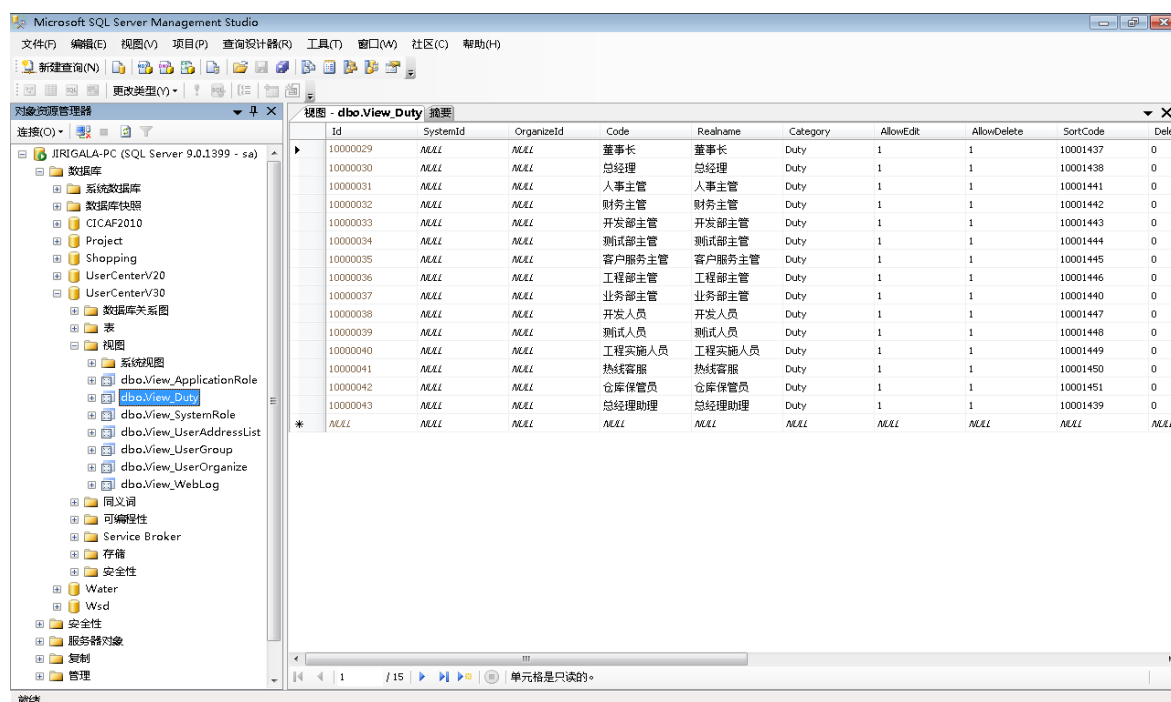 Microsoft SQL Server Management Studio
文件(F) 编辑(E) 视图(V) 项目(P) 查询设计器(R) 工具(T) 窗口(W) 社区(C) 帮助(H)
新建查询(N)
更改类型(Y)
对象资源管理器
连接(O)
JIRIGALA-PC (SQL Server 9.0.1399 - sa)
数据库
系统数据库
数据库快照
CICAF2010
Project
Shopping
UserCenterV20
UserCenterV30
数据库关系图
表
视图
系统视图
dbo.View_ApplicationRole
dbo.View_Duty
dbo.View_SystemRole
dbo.View_UserAddressList
dbo.View_UserGroup
dbo.View_UserOrganize
dbo.View_WebLog
同义词
可编程性
Service Broker
存储
安全性
Water
Wsd
安全性
服务器对象
复制
管理
视图 - dbo.View_Duty 摘要
Id SystemId OrganizeId Code Realname Category AllowEdit AllowDelete SortCode Dele
10000029 NULL NULL 董事长 董事长 Duty 1 1 10001437 0
10000030 NULL NULL 总经理 总经理 Duty 1 1 10001438 0
10000031 NULL NULL 人事主管 人事主管 Duty 1 1 10001441 0
10000032 NULL NULL 财务主管 财务主管 Duty 1 1 10001442 0
10000033 NULL NULL 开发部主管 开发部主管 Duty 1 1 10001443 0
10000034 NULL NULL 测试部主管 测试部主管 Duty 1 1 10001444 0
10000035 NULL NULL 客户服务主管 客户服务主管 Duty 1 1 10001445 0
10000036 NULL NULL 工程部主管 工程部主管 Duty 1 1 10001446 0
10000037 NULL NULL 业务部主管 业务部主管 Duty 1 1 10001440 0
10000038 NULL NULL 开发人员 开发人员 Duty 1 1 10001447 0
10000039 NULL NULL 测试人员 测试人员 Duty 1 1 10001448 0
10000040 NULL NULL 工程实施人员 工程实施人员 Duty 1 1 10001449 0
10000041 NULL NULL 热线客服 热线客服 Duty 1 1 10001450 0
10000042 NULL NULL 仓库保管员 仓库保管员 Duty 1 1 10001451 0
10000043 NULL NULL 总经理助理 总经理助理 Duty 1 1 10001439 0
NULL NULL NULL NULL NULL NULL NULL NULL NULL NULL
1 / 15 单元格是只读的。
就绪